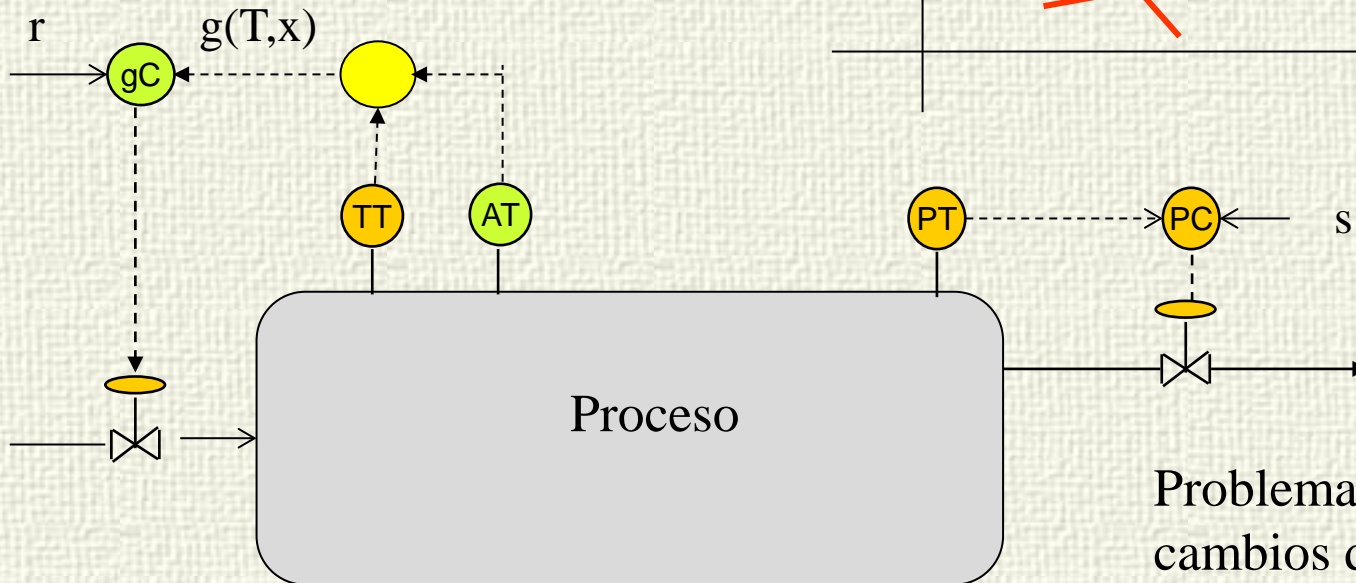 r
g(T,x)
gC
TT
AT
PT
PC
s
Proceso
Problema
cambios